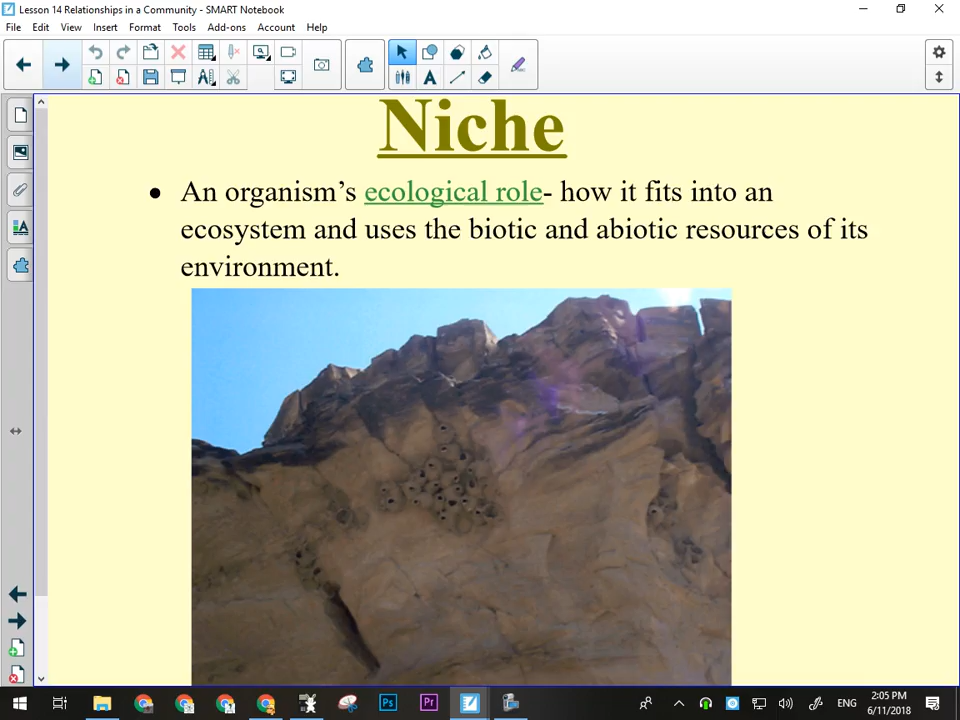 Lesson 14 Relationships in a Community - SMART Notebook
File Edit View Insert Format Tools Add-ons Account Help
Niche
• An organism’s ecological role- how it fits into an
ecosystem and uses the biotic and abiotic resources of its
environment.
Ps Pr ENG 2:05 PM
6/11/2018